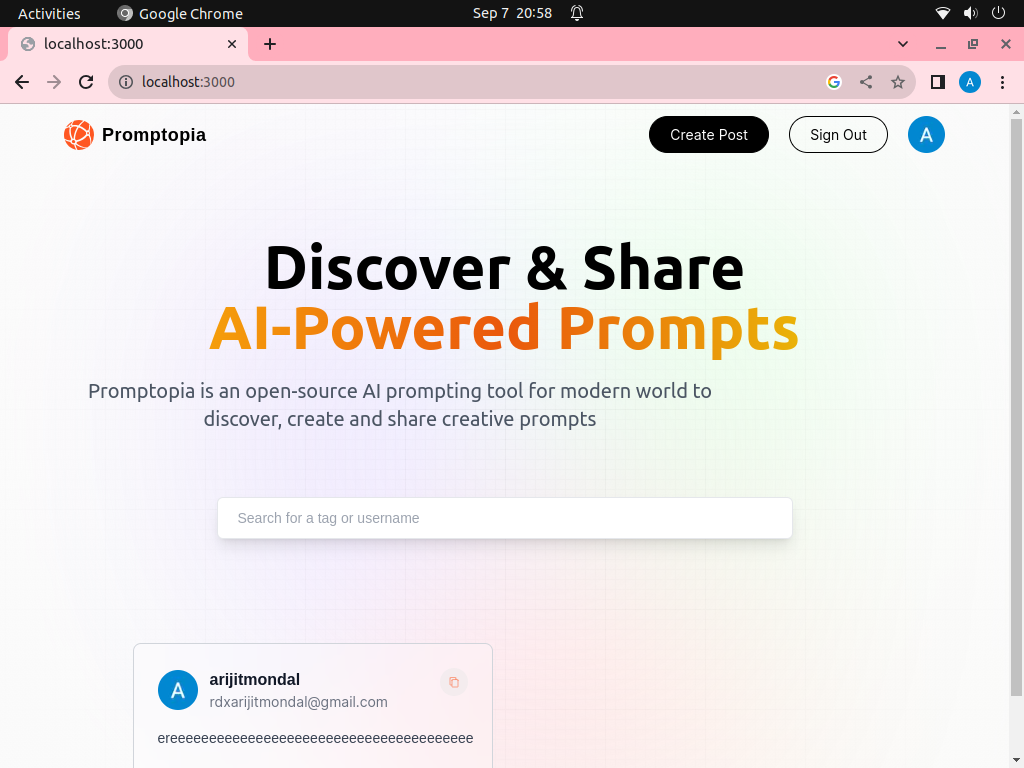 Activities
Google Chrome
Sep 7 20:58
localhost:3000
A
localhost:3000
Promptopia
Create Post
Sign Out
A
Discover & Share
AI-Powered Prompts
Promptopia is an open-source AI prompting tool for modern world to
discover, create and share creative prompts
Search for a tag or username
A
arijitmondal
rdxarijitmondal@gmail.com
ereeeeeeeeeeeeeeeeeeeeeeeeeeeeeeeeeeeeeee